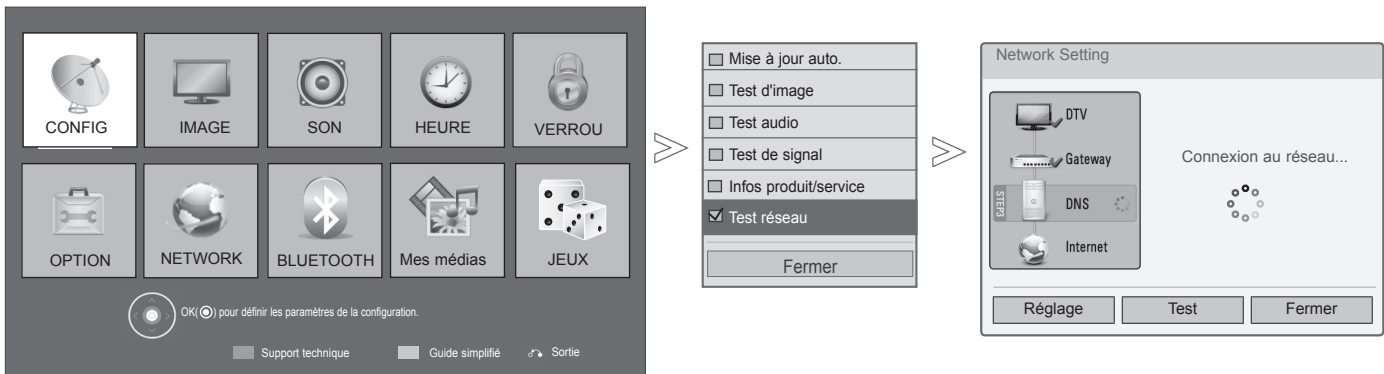 CONFIG
IMAGE
SON
HEURE
VERROU
OPTION
NETWORK
BLUETOOTH
Mes médias
JEUX
OK( ) pour définir les paramètres de la configuration.
Support technique
Guide simplifié
Sortie
Mise à jour auto.
Test d'image
Test audio
Test de signal
Infos produit/service
Test réseau
Fermer
Network Setting
DTV
Gateway
STEP3
DNS
Internet
Connexion au réseau...
Réglage
Test
Fermer